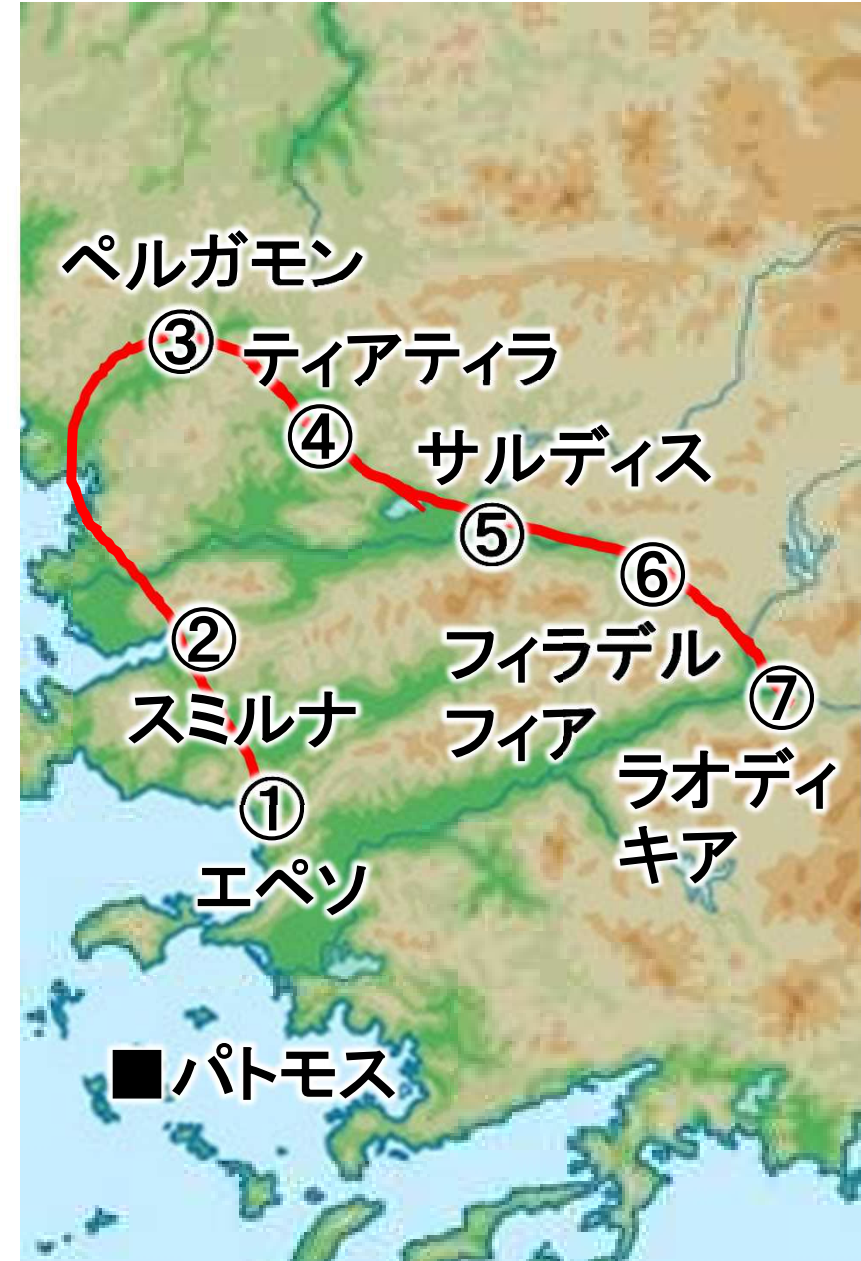 ペルガモン
③
ティアティラ
④
サルディス
⑤
⑥
②
フィラデル
フィア
⑦
スミルナ
ラオディ
キア
①
エペソ
■パトモス